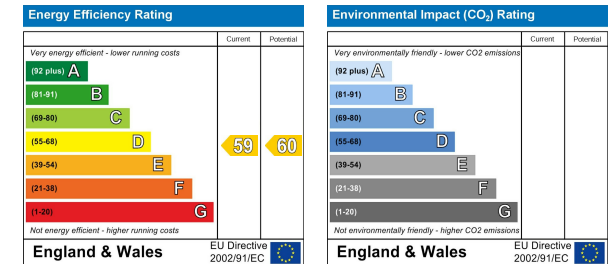 Energy Efficiency Rating
Current Potential
Very energy efficient - lower running costs
(92 plus) A
(81-91) B
(69-80) C
(55-68) D
59 60
(39-54) E
(21-38) F
(1-20) G
Not energy efficient - higher running costs
England & Wales
EU Directive
2002/91/EC
Environmental Impact (CO₂) Rating
Current Potential
Very environmentally friendly - lower CO2 emissions
(92 plus) A
(81-91) B
(69-80) C
(55-68) D
(39-54) E
(21-38) F
(1-20) G
Not environmentally friendly - higher CO2 emissions
England & Wales
EU Directive
2002/91/EC